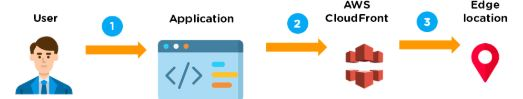 User
1
Application
2
AWS
CloudFront
3
Edge
location
</>